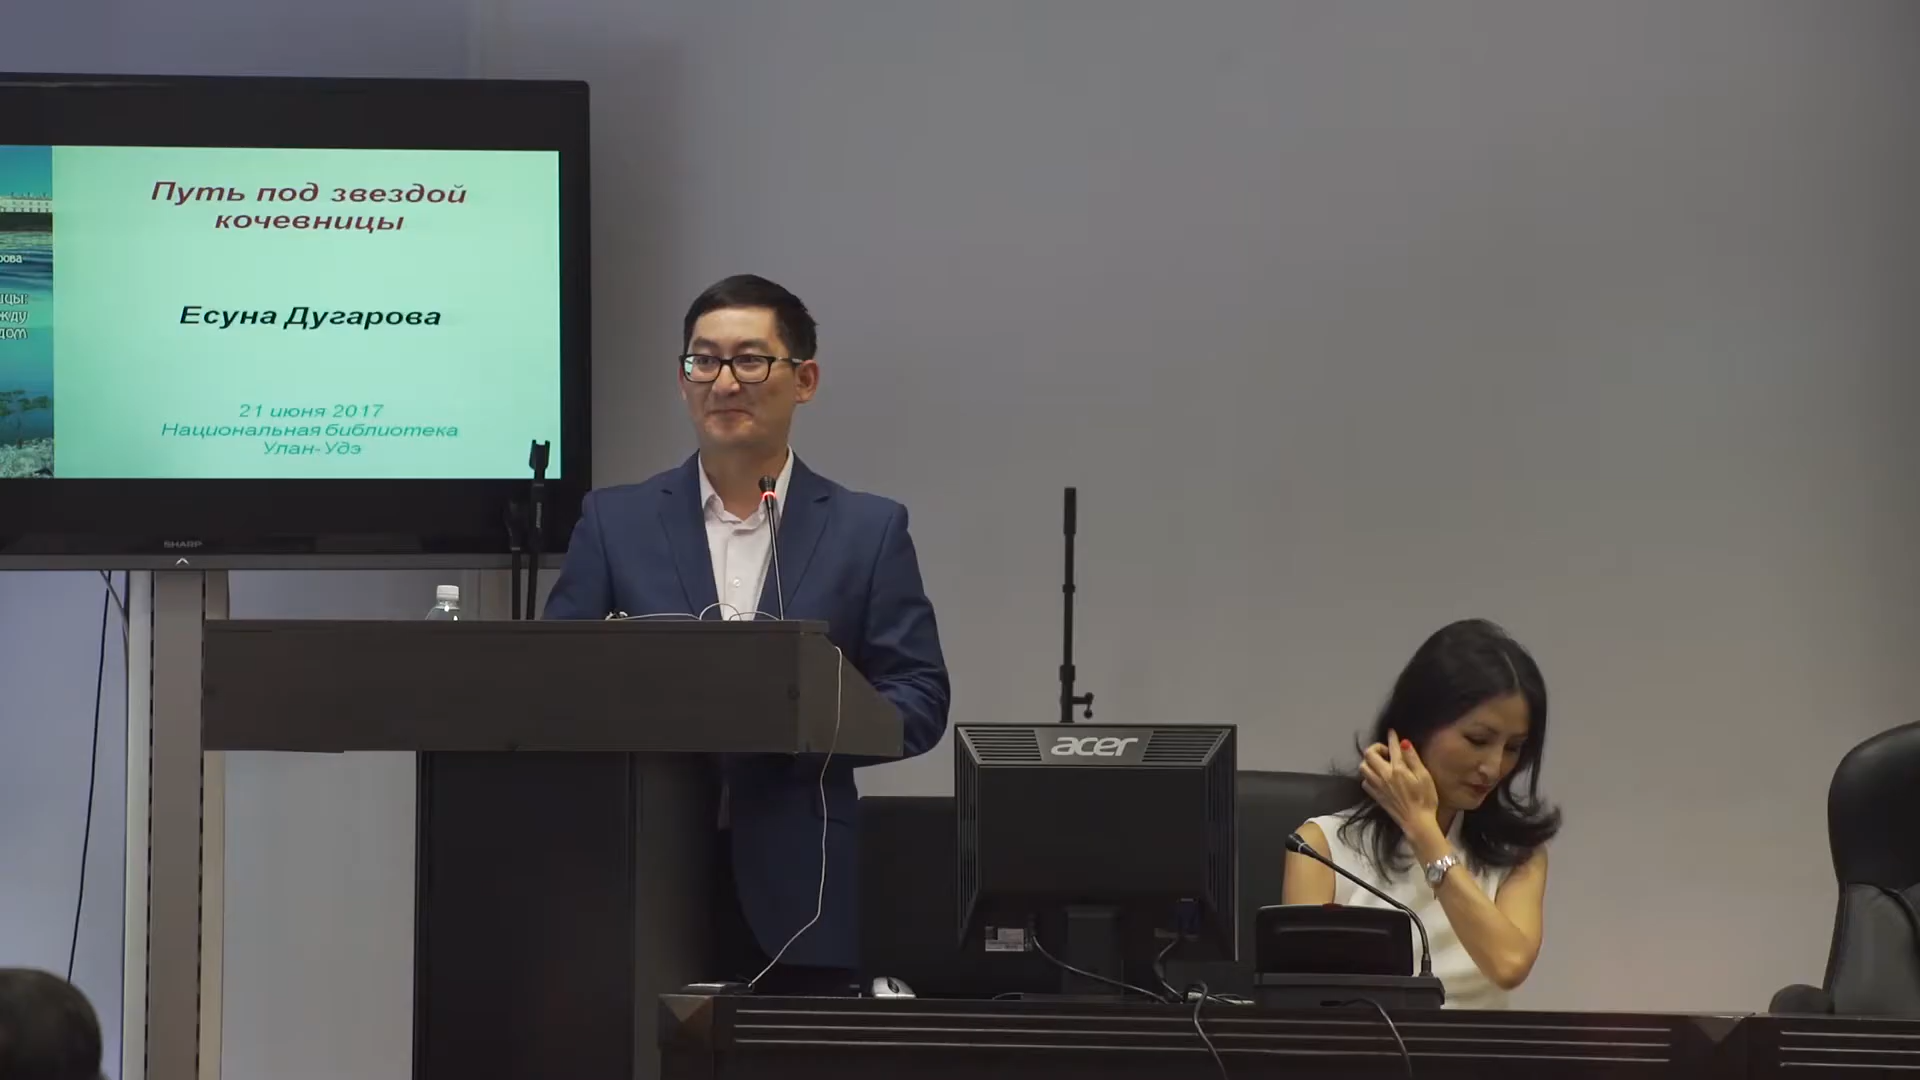 Путь под звездой
кочевницы
Есуна Дугарова
21 июня 2017
Национальная библиотека
Улан-Удэ
SHARP
acer